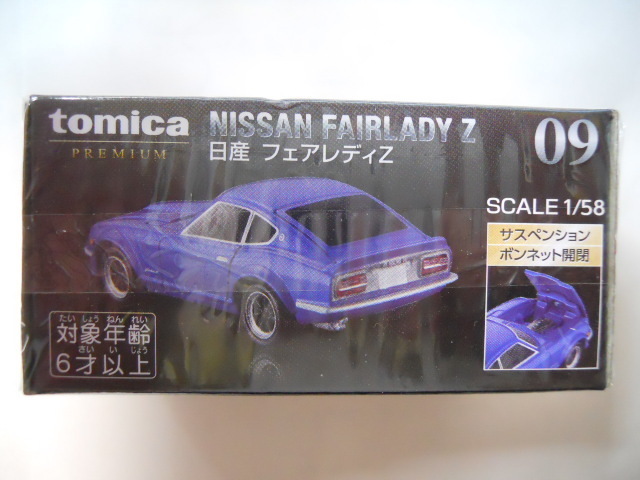 tomica
PREMIUM
NISSAN FAIRLADY Z
日産 フェアレディZ
09
SCALE 1/58
サスペンション
ボンネット開閉
たいしょうねんれい
対象年齢
さいいじょう
6才以上